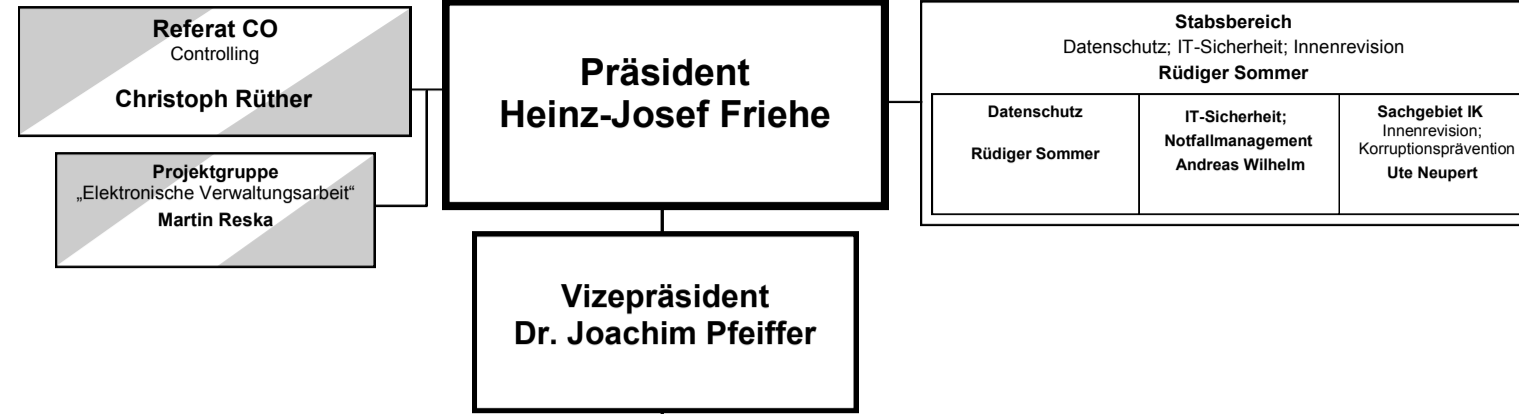 Referat CO
Controlling
Christoph Rüther
Projektgruppe
„Elektronische Verwaltungsarbeit“
Martin Reska
Präsident
Heinz-Josef Friehe
Vizepräsident
Dr. Joachim Pfeiffer
Stabsbereich
Datenschutz; IT-Sicherheit; Innenrevision
Rüdiger Sommer
Datenschutz
Rüdiger Sommer
IT-Sicherheit;
Notfallmanagement
Andreas Wilhelm
Sachgebiet IK
Innenrevision;
Korruptionsprävention
Ute Neupert